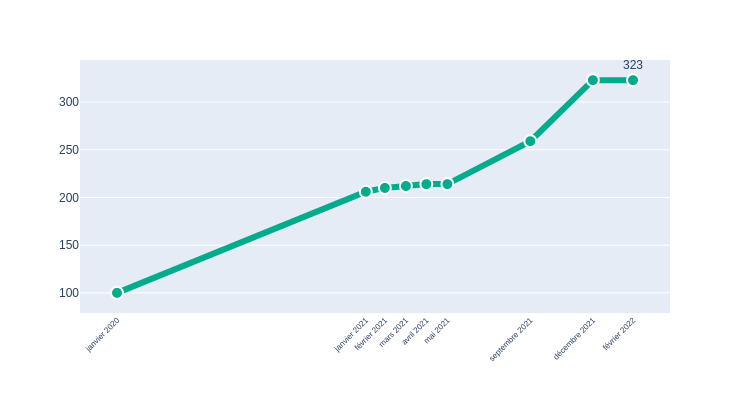 323
300
250
200
150
100
janvier 2020
janvier 2021
février 2021
mars 2021
avril 2021
mai 2021
septembre 2021
décembre 2021
février 2022